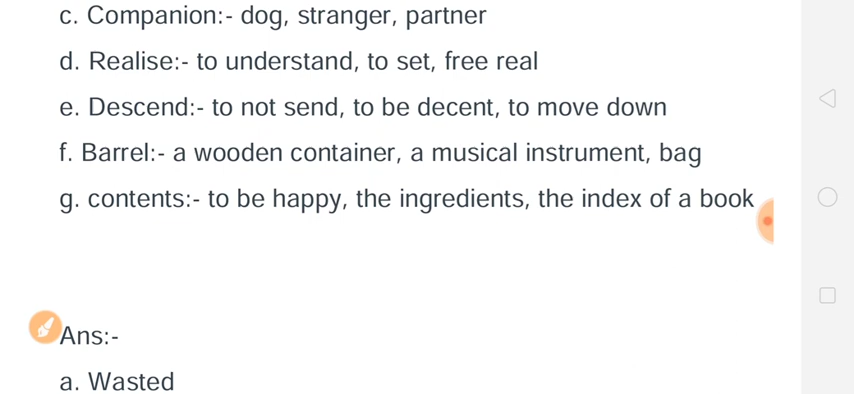 c. Companion:- dog, stranger, partner
d. Realise:- to understand, to set, free real
e. Descend:- to not send, to be decent, to move down
f. Barrel:- a wooden container, a musical instrument, bag
g. contents:- to be happy, the ingredients, the index of a book
Ans:-
a. Wasted